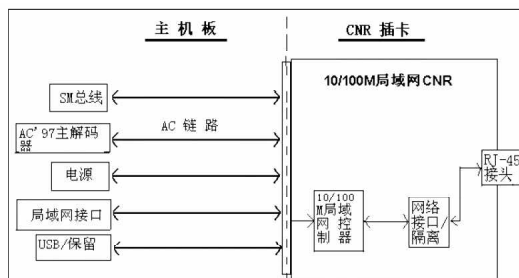 主 机 板
CNR 插卡
10/100M局域网CNR
SM总线
AC 链 路
AC'97主解码
器
电源
局域网接口
USB/保留
10/100
M局域
网 控
制 器
网络
接口/
隔离
RJ-45
接头